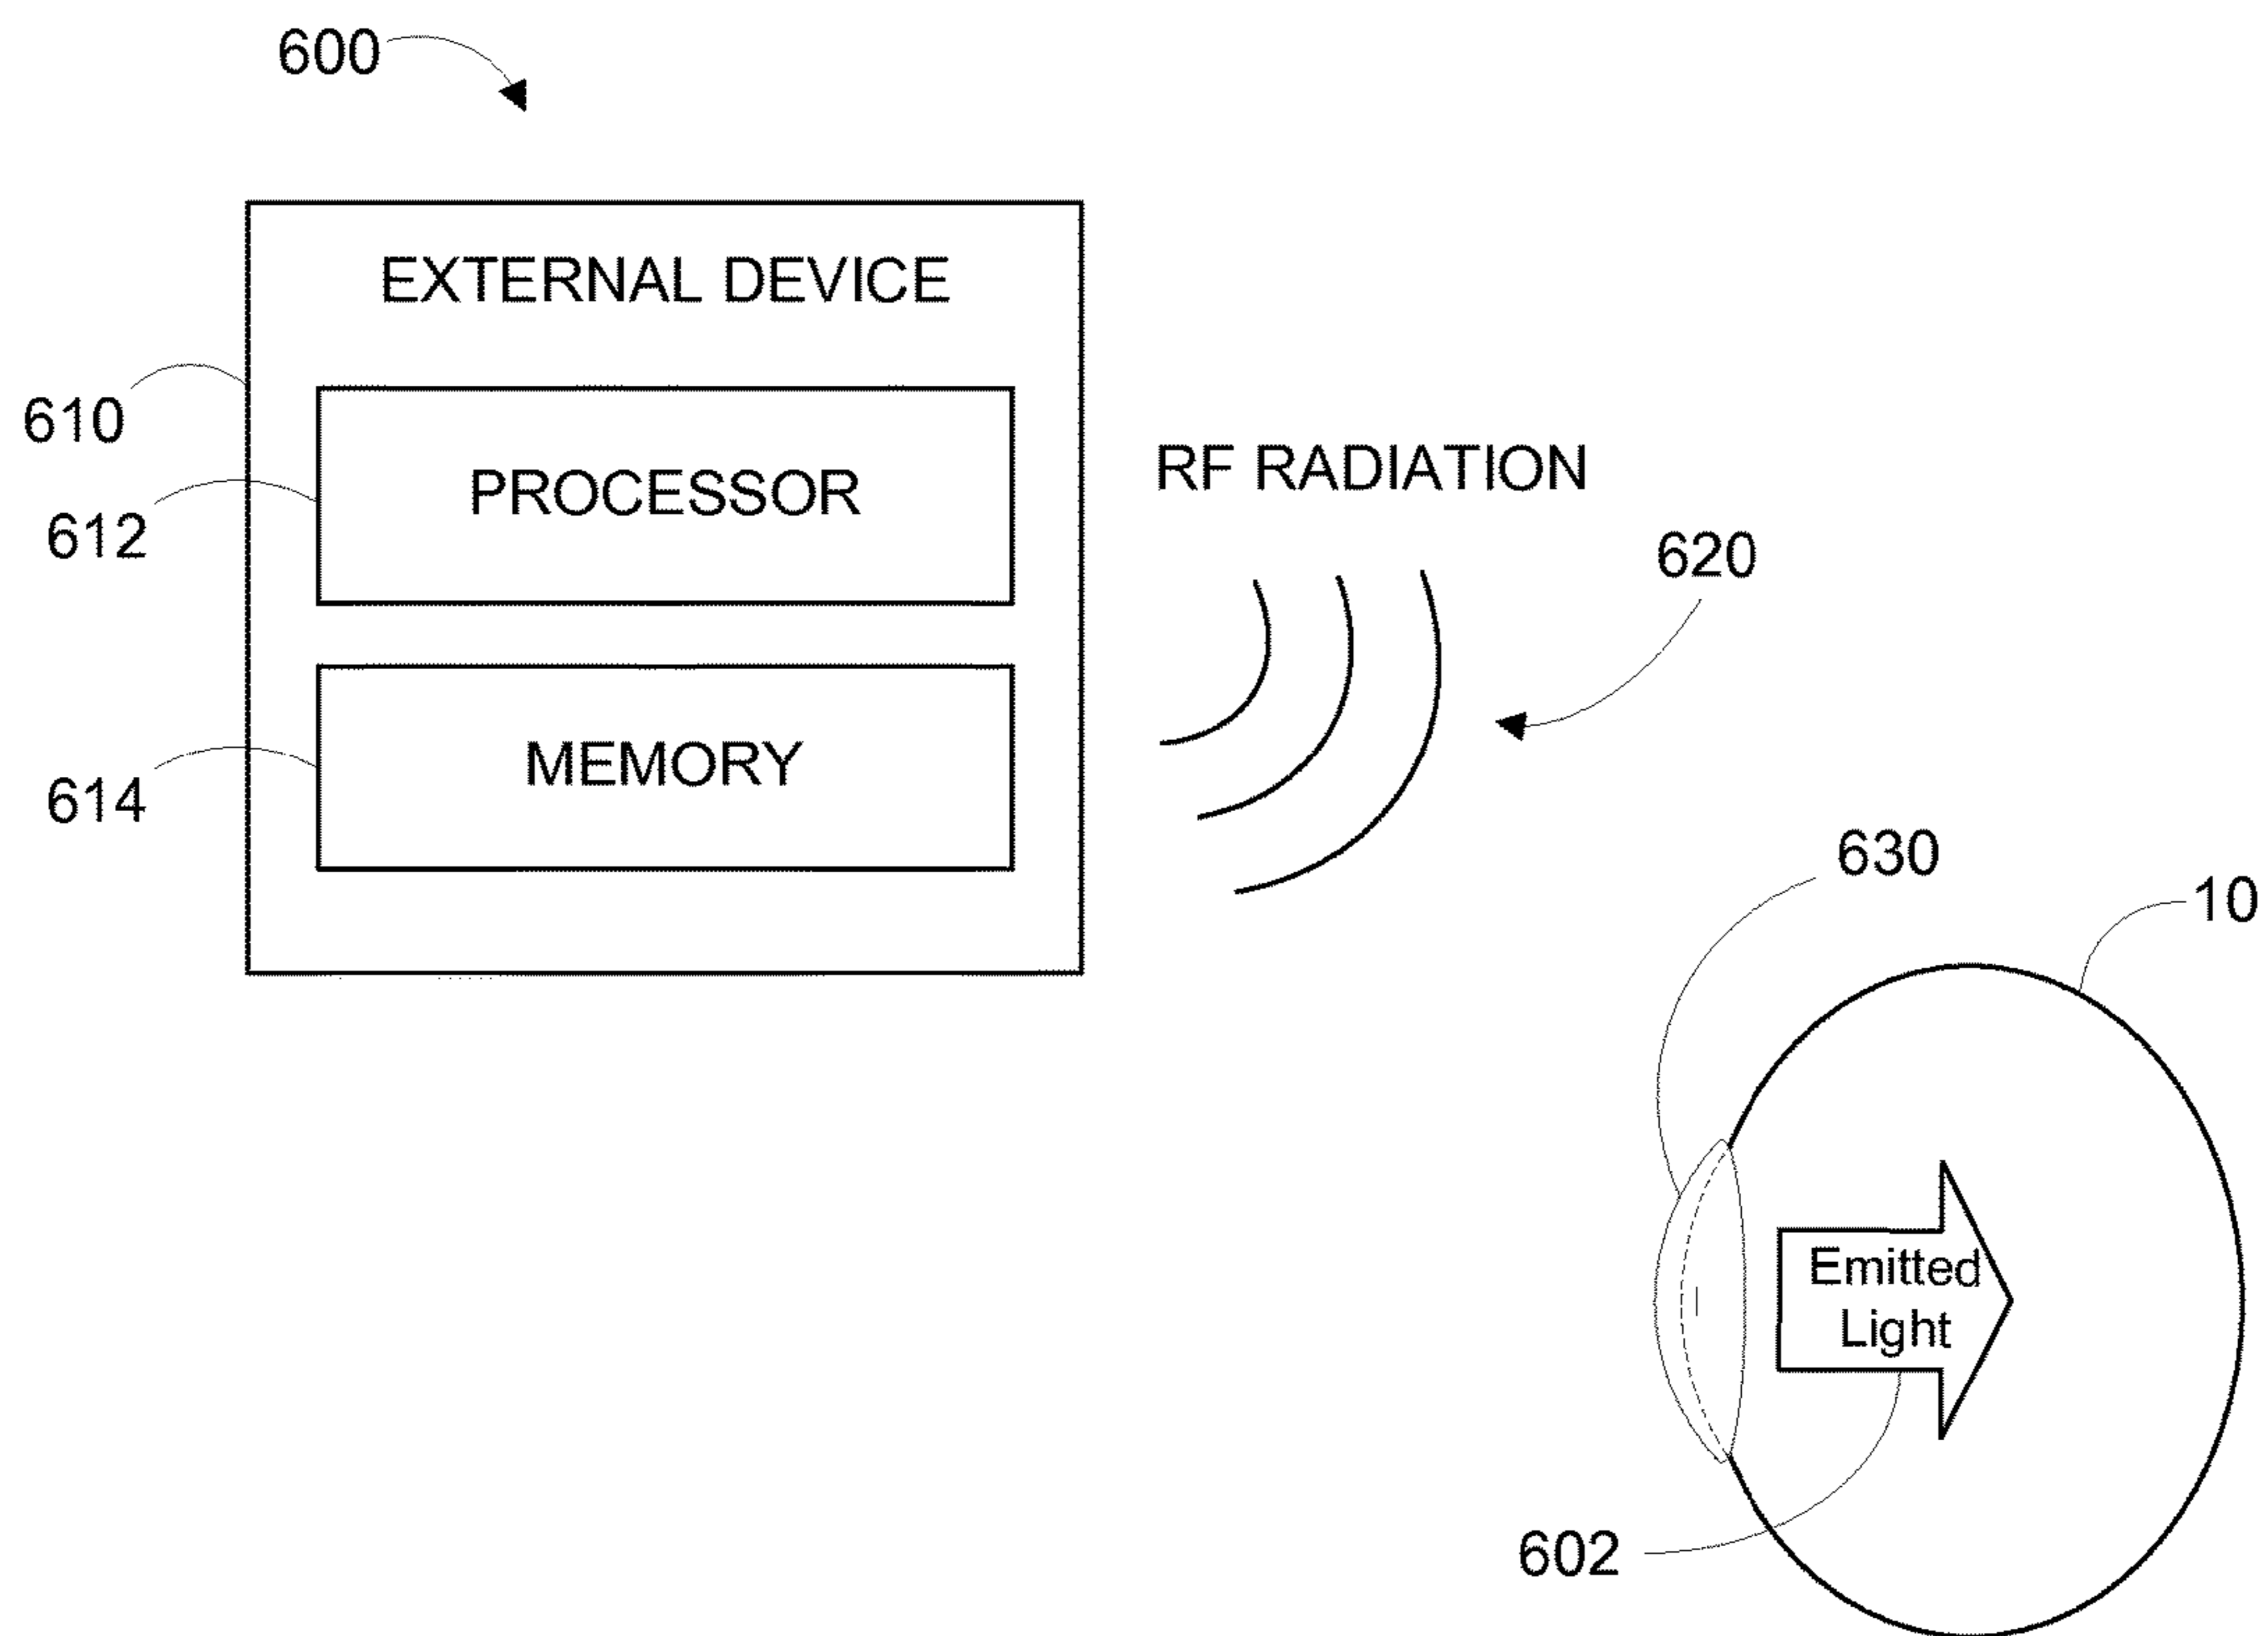 600
EXTERNAL DEVICE
610
PROCESSOR
612
RF RADIATION
620
MEMORY
614
630
10
Emitted
Light
602